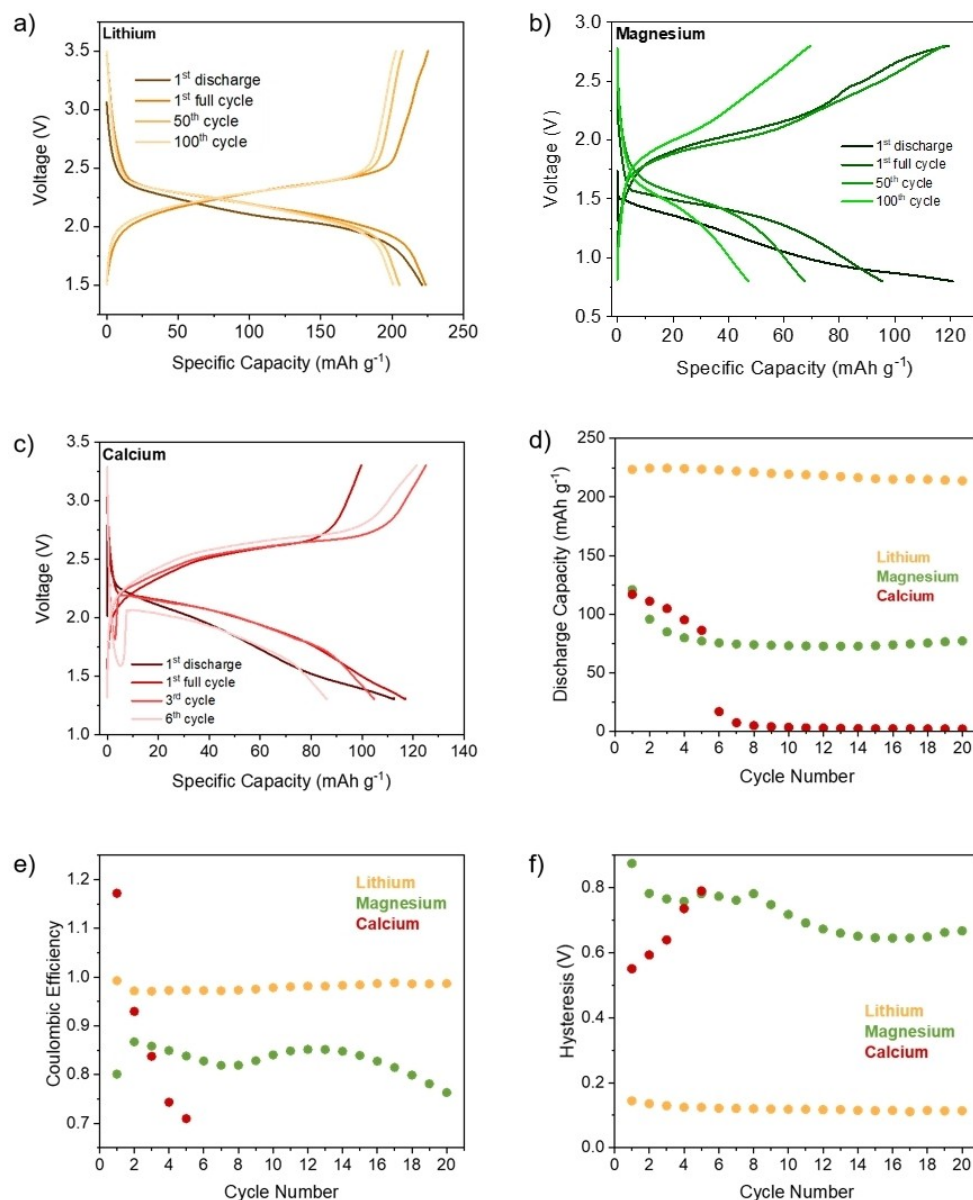 a)
Lithium
1st discharge
1st full cycle
50th cycle
100th cycle
3.5
3.0
2.5
2.0
1.5
Voltage (V)
0 50 100 150 200 250
Specific Capacity (mAh g⁻¹)
b)
Magnesium
1st discharge
1st full cycle
50th cycle
100th cycle
3.0
2.5
2.0
1.5
1.0
0.5
Voltage (V)
0 20 40 60 80 100 120
Specific Capacity (mAh g⁻¹)
c)
Calcium
1st discharge
1st full cycle
3rd cycle
6th cycle
3.5
3.0
2.5
2.0
1.5
1.0
Voltage (V)
0 20 40 60 80 100 120 140
Specific Capacity (mAh g⁻¹)
d)
Lithium
Magnesium
Calcium
250
225
150
125
100
75
50
25
0
Discharge Capacity (mAh g⁻¹)
0 2 4 6 8 10 12 14 16 18 20
Cycle Number
e)
Lithium
Magnesium
Calcium
1.2
1.1
1.0
0.9
0.8
0.7
Coulombic Efficiency
0 2 4 6 8 10 12 14 16 18 20
Cycle Number
f)
Lithium
Magnesium
Calcium
0.8
0.6
0.4
0.2
0.0
Hysteresis (V)
0 2 4 6 8 10 12 14 16 18 20
Cycle Number